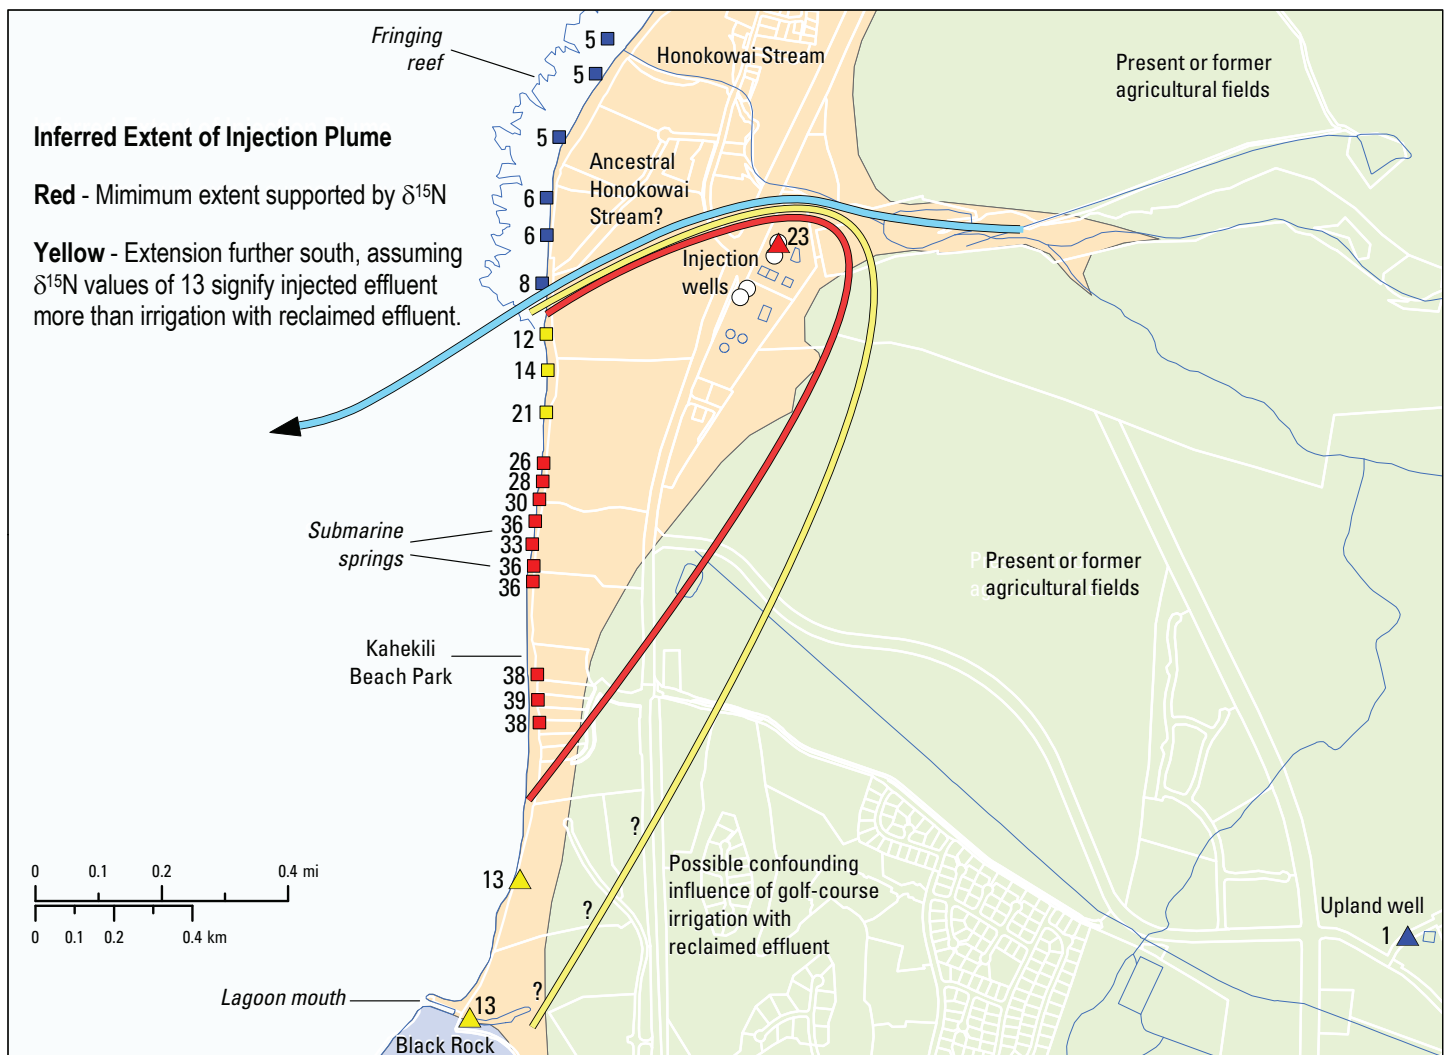 Fringing
reef
5
5
Honokowai Stream
Present or former
agricultural fields
Inferred Extent of Injection Plume
Red - Mimimum extent supported by δ15N
Yellow - Extension further south, assuming
δ15N values of 13 signify injected effluent
more than irrigation with reclaimed effluent.
5
Ancestral
Honokowai
Stream?
6
6
23
Injection
wells
8
12
14
21
26
28
30
36
33
36
36
Submarine
springs
Present or former
agricultural fields
Kahekili
Beach Park
38
39
38
?
Possible confounding
influence of golf-course
irrigation with
reclaimed effluent
0 0.1 0.2 0.4 mi
0 0.1 0.2 0.4 km
13
?
Upland well
1
?
Lagoon mouth
13
Black Rock